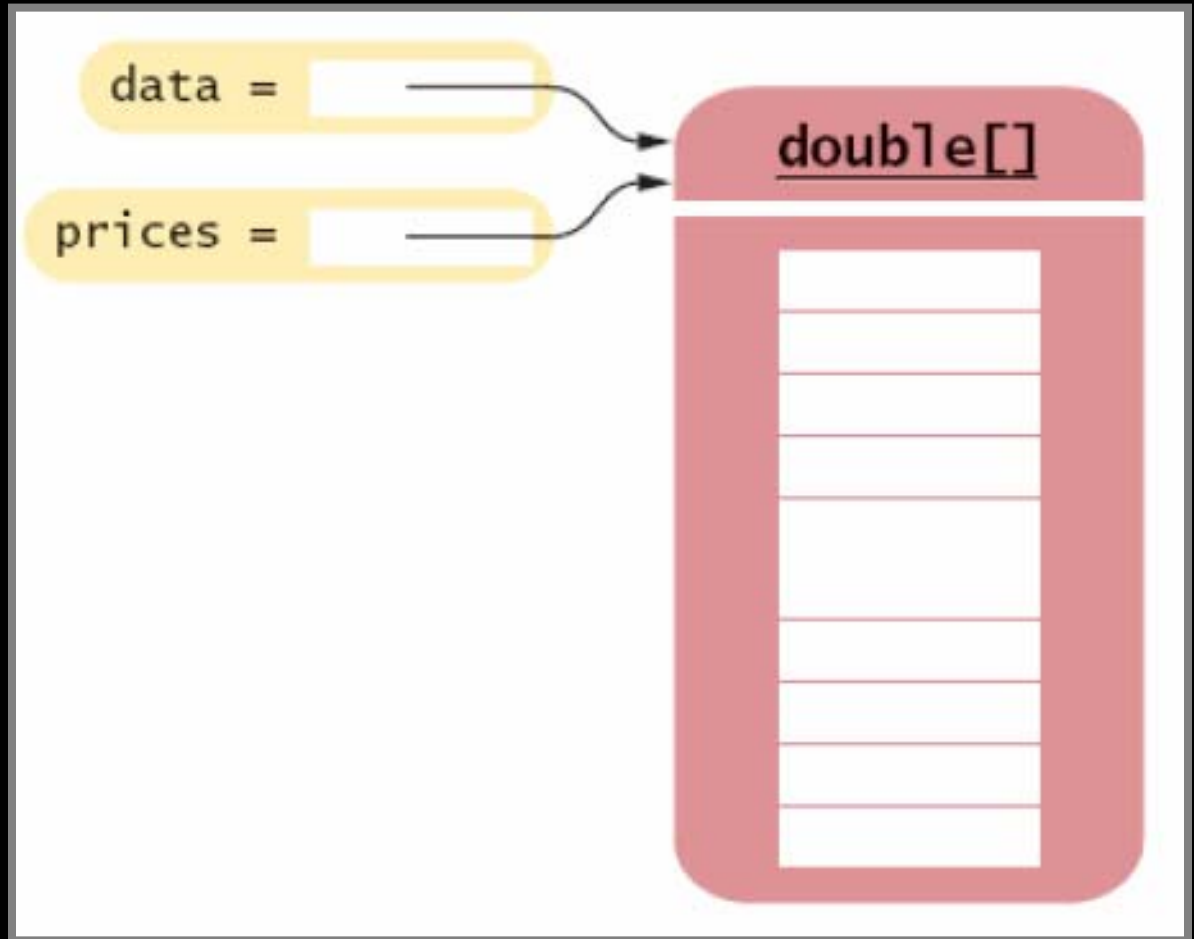 data =
prices =
double[]